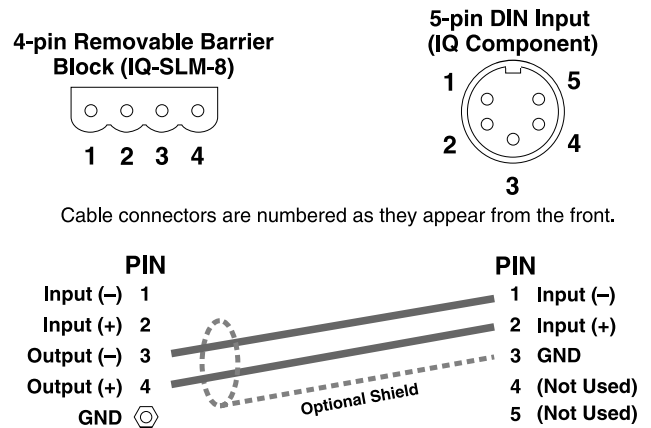 4-pin Removable Barrier
Block (IQ-SLM-8)
1 2 3 4
5-pin DIN Input
(IQ Component)
1 5
2 4
3
Cable connectors are numbered as they appear from the front.
PIN
Input (–) 1
Input (+) 2
Output (–) 3
Output (+) 4
GND
Optional Shield
PIN
1 Input (–)
2 Input (+)
3 GND
4 (Not Used)
5 (Not Used)